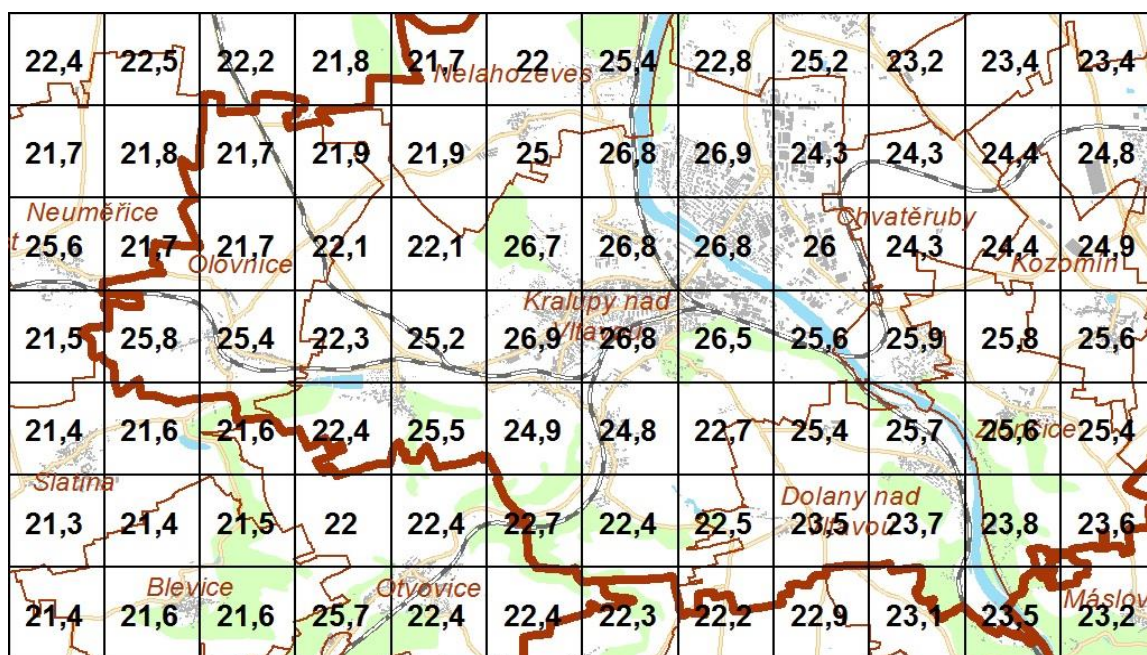 22,4 22,5 22,2 21,8 21,7 22 25,4 22,8 25,2 23,2 23,4 23,4
Nelahozeves
21,7 21,8 21,7 21,9 21,9 25 26,8 26,9 24,3 24,3 24,4 24,8
Neuměřice Chvatěruby
25,6 21,7 21,7 22,1 22,1 26,7 26,8 26,8 26 24,3 24,4 24,9
Olovnice Kozomín
Kralupy nad
Vltavou
21,5 25,8 25,4 22,3 25,2 26,9 26,8 26,5 25,6 25,9 25,8 25,6
21,4 21,6 21,6 22,4 25,5 24,9 24,8 22,7 25,4 25,7 25,6 25,4
Slatina
Dolany nad
Vltavou
21,3 21,4 21,5 22 22,4 22,7 22,4 22,5 23,5 23,7 23,8 23,6
Blevice Otvovice Máslov
21,4 21,6 21,6 25,7 22,4 22,4 22,3 22,2 22,9 23,1 23,5 23,2